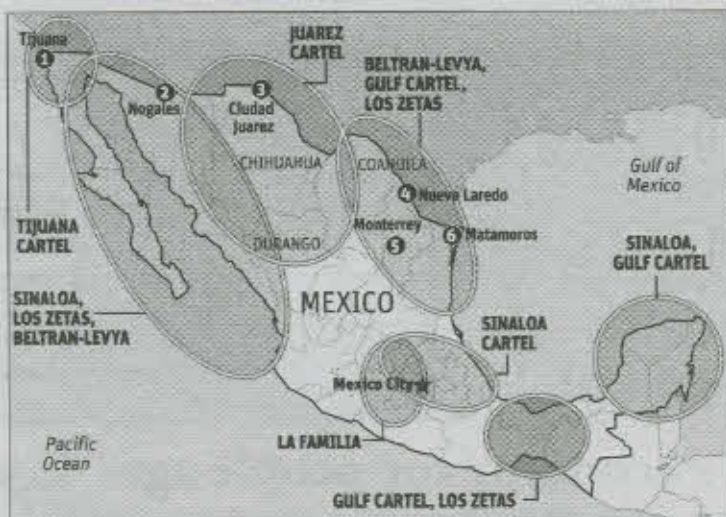 Tijuana
1
2
Nogales
3
Ciudad
Juarez
JUAREZ
CARTEL
BELTRAN-LEVYA,
GULF CARTEL,
LOS ZETAS
CHIHUAHUA
COAHUILA
DURANGO
4 Nueva Laredo
Monterrey
5
6 Matamoros
Gulf of
Mexico
TIJUANA
CARTEL
SINALOA,
LOS ZETAS,
BELTRAN-LEVYA
MEXICO
SINALOA,
GULF CARTEL
SINALOA
CARTEL
Mexico City
LA FAMILIA
Pacific
Ocean
GULF CARTEL, LOS ZETAS